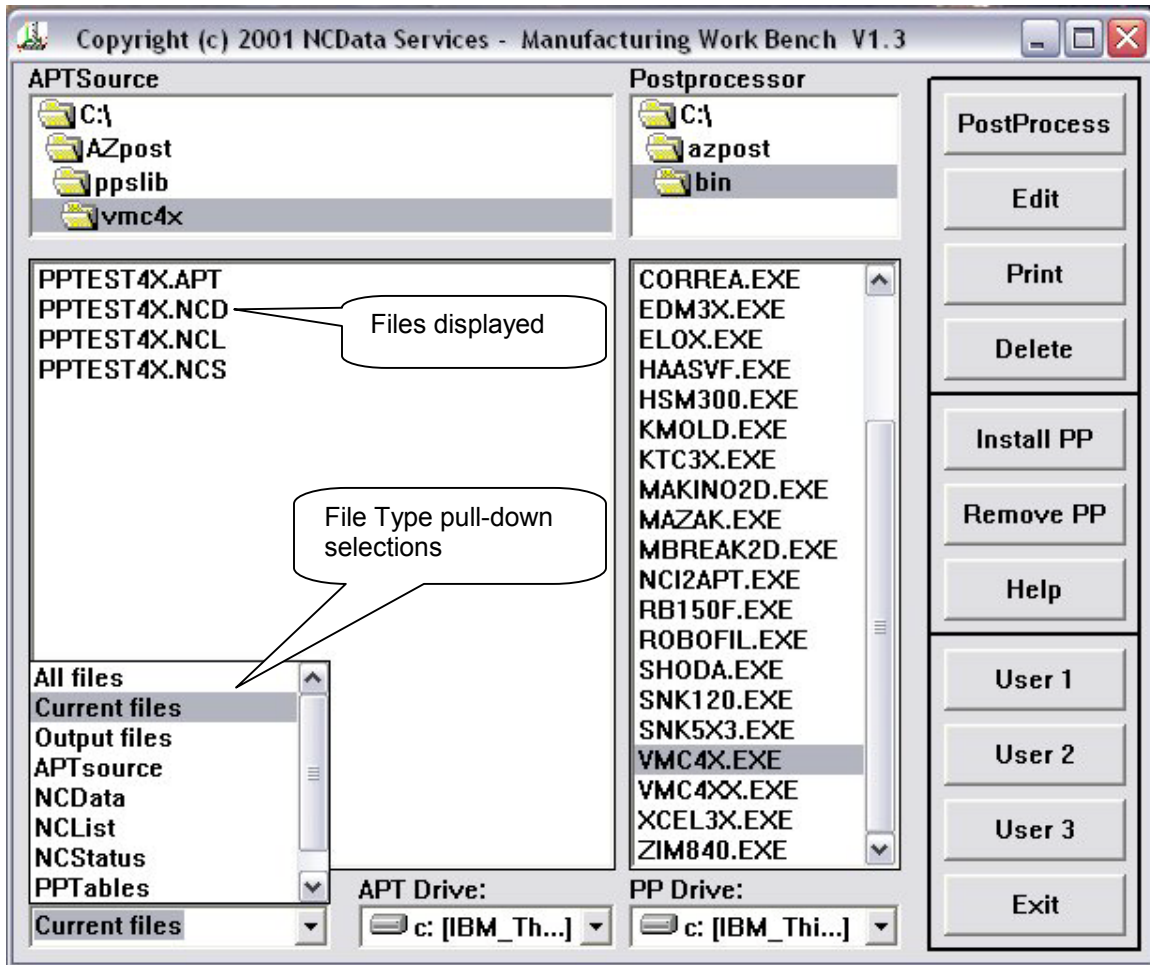 Copyright (c) 2001 NCData Services - Manufacturing Work Bench V1.3
APTSource
C:\
AZpost
ppslib
vmc4x
Postprocessor
C:\
azpost
bin
PPTEST4X.APT
PPTEST4X.NCD
PPTEST4X.NCL
PPTEST4X.NCS
Files displayed
File Type pull-down
selections
All files
Current files
Output files
APTsource
NCData
NCList
NCStatus
PPTables
Current files
APT Drive:
c: [IBM_Th...]
CORREA.EXE
EDM3X.EXE
ELOX.EXE
HAASVF.EXE
HSM300.EXE
KMOLD.EXE
KTC3X.EXE
MAKINO2D.EXE
MAZAK.EXE
MBREAK2D.EXE
NCI2APT.EXE
RB150F.EXE
ROBOFIL.EXE
SHODA.EXE
SNK120.EXE
SNK5X3.EXE
VMC4X.EXE
VMC4XX.EXE
XCEL3X.EXE
ZIM840.EXE
PP Drive:
c: [IBM_Thi...]
PostProcess
Edit
Print
Delete
Install PP
Remove PP
Help
User 1
User 2
User 3
Exit